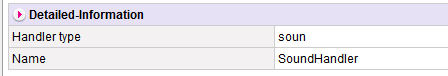 Detailed-Information
Handler type soun
Name SoundHandler